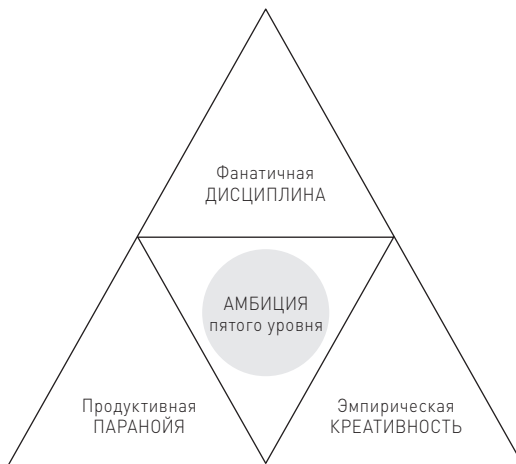 Фанатичная
ДИСЦИПЛИНА
АМБИЦИЯ
пятого уровня
Продуктивная
ПАРАНОЙЯ
Эмпирическая
КРЕАТИВНОСТЬ